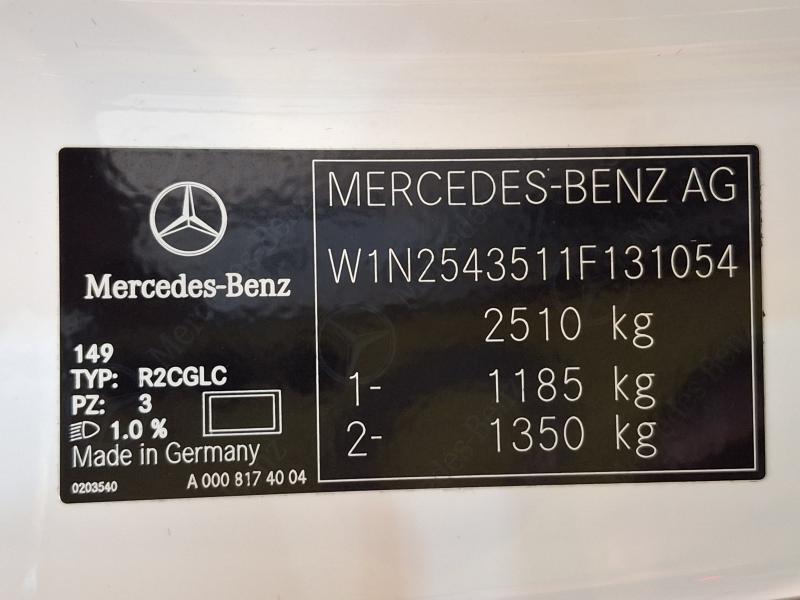 Mercedes-Benz
149
TYP: R2CGLC
PZ: 3
1.0 %
Made in Germany
0203540
A 000 817 40 04
MERCEDES-BENZ AG
W1N2543511F131054
2510 kg
1- 1185 kg
2- 1350 kg